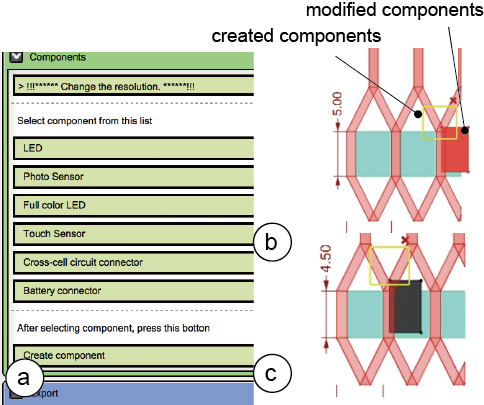 modified components
created components
Components
> !!!****** Change the resolution. ******!!!
Select component from this list
LED
Photo Sensor
Full color LED
Touch Sensor
Cross-cell circuit connector
Battery connector
After selecting component, press this botton
Create component
Export
a
b
c
5.00
4.50